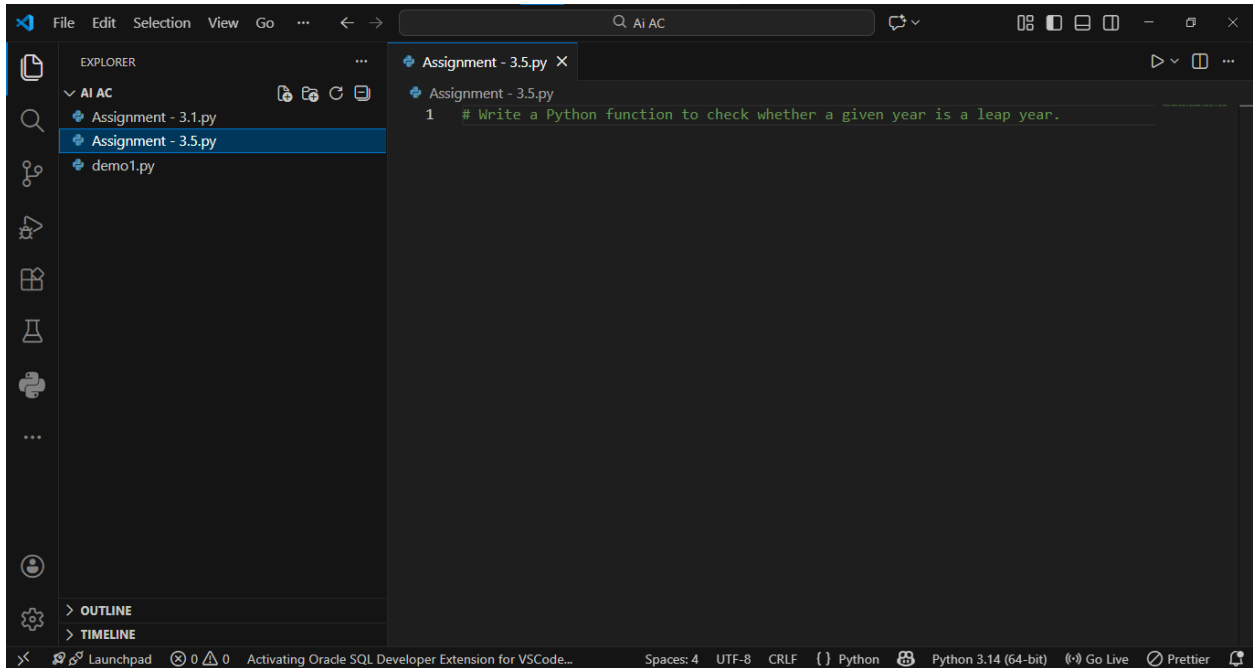 File Edit Selection View Go ··· Ai AC
EXPLORER ···
AI AC
Assignment - 3.1.py
Assignment - 3.5.py
demo1.py
OUTLINE
TIMELINE
Assignment - 3.5.py
Assignment - 3.5.py
1 # Write a Python function to check whether a given year is a leap year.
Launchpad 0 0 Activating Oracle SQL Developer Extension for VSCode... Spaces: 4 UTF-8 CRLF { } Python Python 3.14 (64-bit) Go Live Prettier